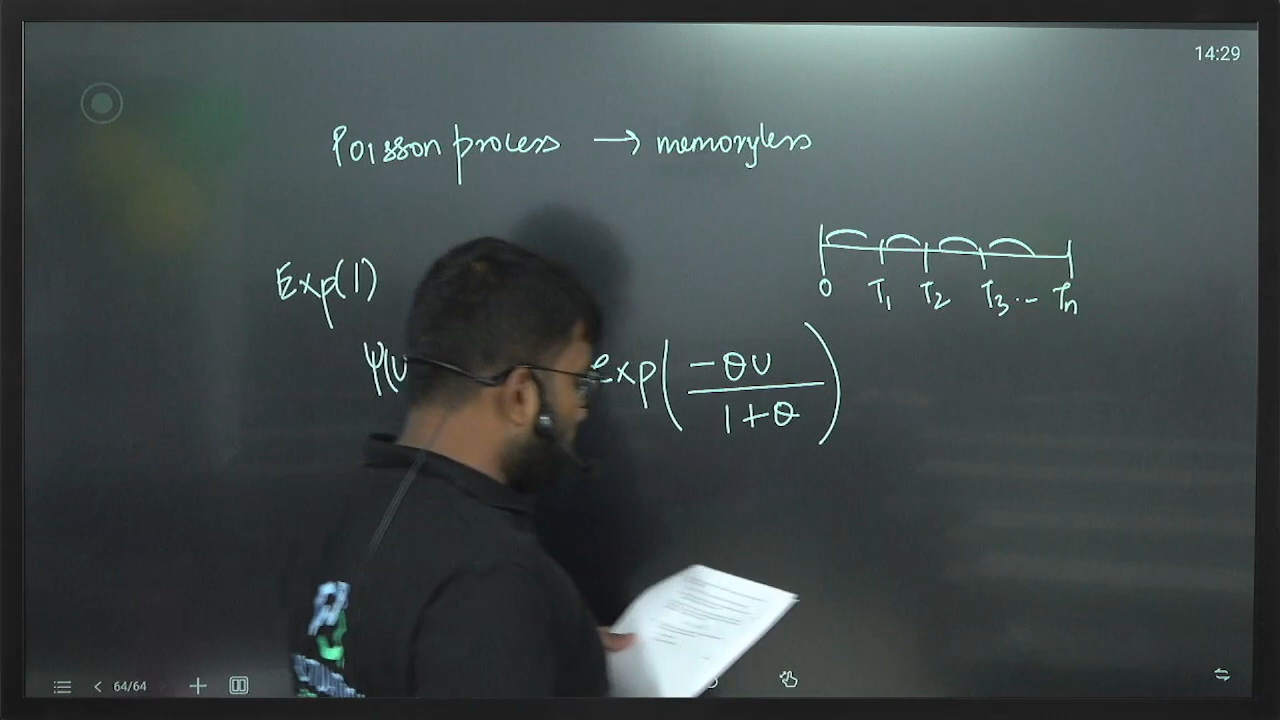 14:29
Poisson process → memoryless
Exp(1)
0 T₁ T₂ T₃ .. Tₙ
Ψ(U exp(-θU/1+θ)
64/64